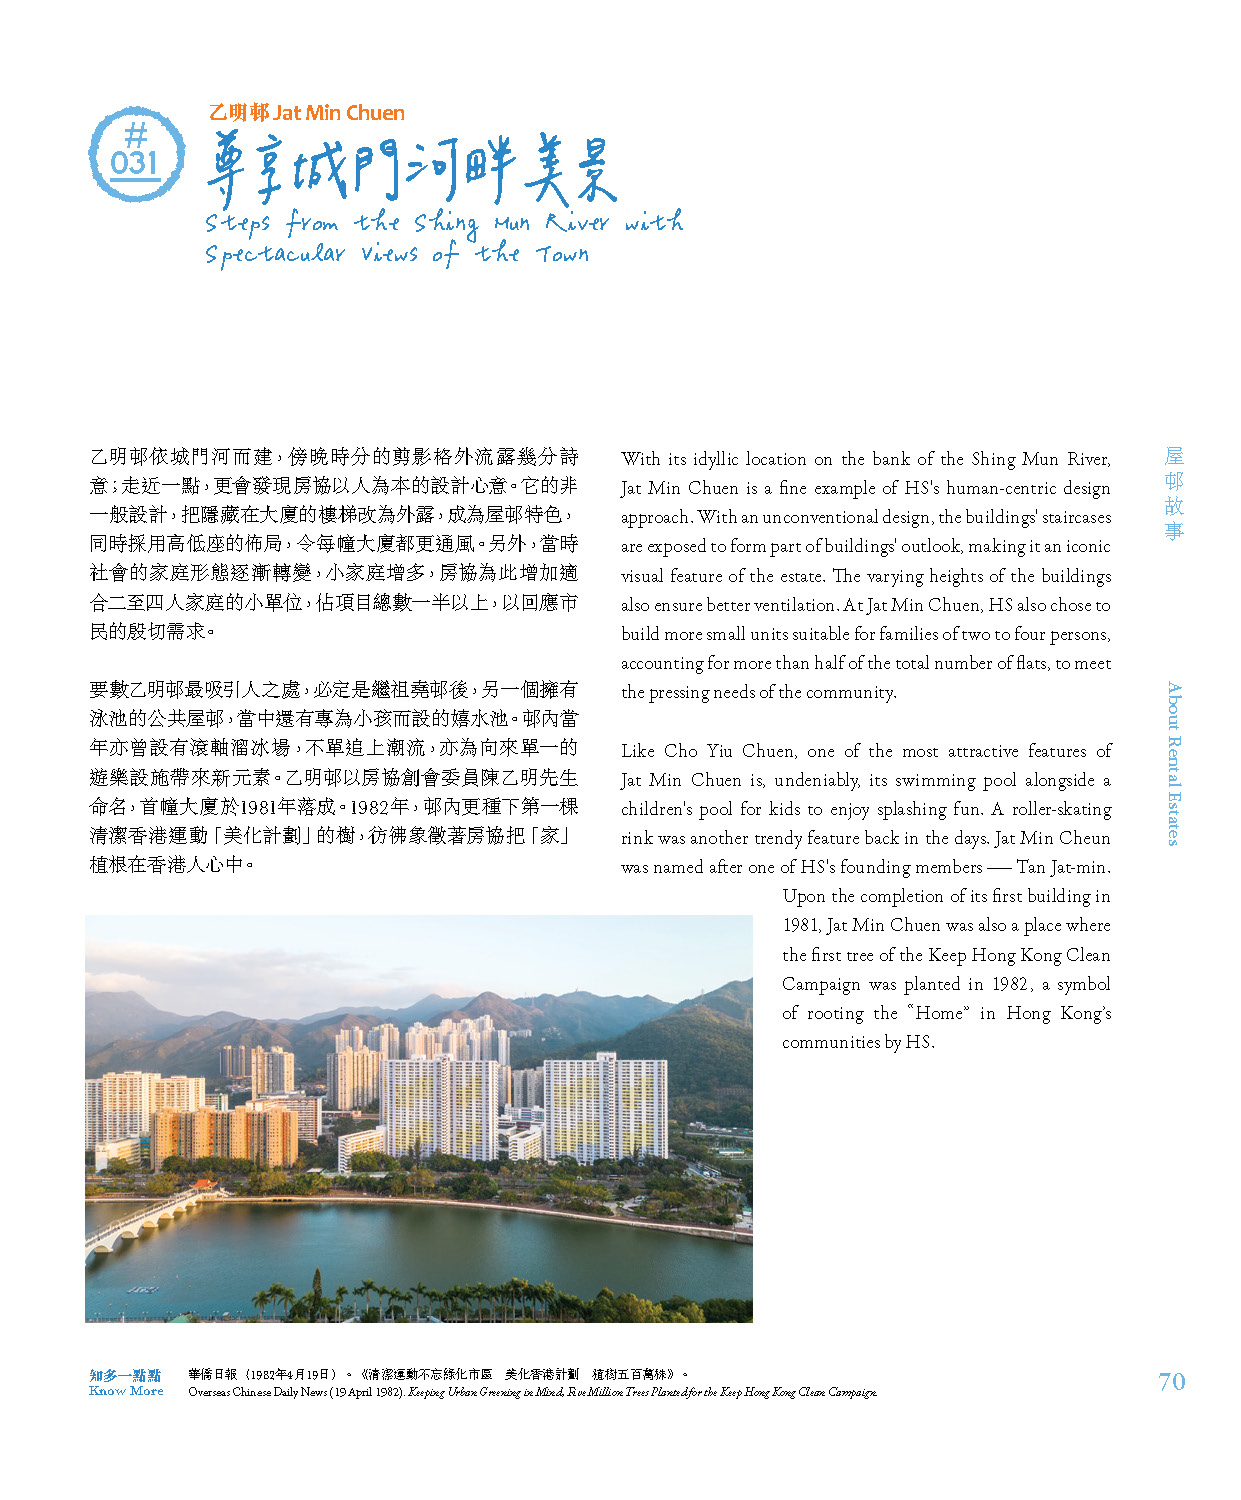 #
031
乙明邨 Jat Min Chuen
尊享城門河畔美景
Steps from the Shing Mun River with
Spectacular Views of the Town
乙明邨依城門河而建，傍晚時分的剪影格外流露幾分詩
意；走近一點，更會發現房協以人為本的設計心意。它的非
一般設計，把隱藏在大廈的樓梯改為外露，成為屋邨特色，
同時採用高低座的佈局，令每幢大廈都更通風。另外，當時
社會的家庭形態逐漸轉變，小家庭增多，房協為此增加適
合二至四人家庭的小單位，佔項目總數一半以上，以回應市
民的殷切需求。
要數乙明邨最吸引人之處，必定是繼祖堯邨後，另一個擁有
泳池的公共屋邨，當中還有專為小孩而設的嬉水池。邨內當
年亦曾設有滾軸溜冰場，不單追上潮流，亦為向來單一的
遊樂設施帶來新元素。乙明邨以房協創會委員陳乙明先生
命名，首幢大廈於1981年落成。1982年，邨內更種下第一棵
清潔香港運動「美化計劃」的樹，彷彿象徵著房協把「家」
植根在香港人心中。
With its idyllic location on the bank of the Shing Mun River,
Jat Min Chuen is a fine example of HS's human-centric design
approach. With an unconventional design, the buildings' staircases
are exposed to form part of buildings' outlook, making it an iconic
visual feature of the estate. The varying heights of the buildings
also ensure better ventilation. At Jat Min Chuen, HS also chose to
build more small units suitable for families of two to four persons,
accounting for more than half of the total number of flats, to meet
the pressing needs of the community.
Like Cho Yiu Chuen, one of the most attractive features of
Jat Min Chuen is, undeniably, its swimming pool alongside a
children's pool for kids to enjoy splashing fun. A roller-skating
rink was another trendy feature back in the days. Jat Min Cheun
was named after one of HS's founding members — Tan Jat-min.
Upon the completion of its first building in
1981, Jat Min Chuen was also a place where
the first tree of the Keep Hong Kong Clean
Campaign was planted in 1982, a symbol
of rooting the “Home” in Hong Kong’s
communities by HS.
屋邨故事
About Rental Estates
知多一點點
Know More
華僑日報（1982年4月19日）。《清潔運動不忘綠化市區　美化香港計劃　植樹五百萬株》。
Overseas Chinese Daily News (19 April 1982). Keeping Urban Greening in Mind, Five Million Trees Planted for the Keep Hong Kong Clean Campaign.
70